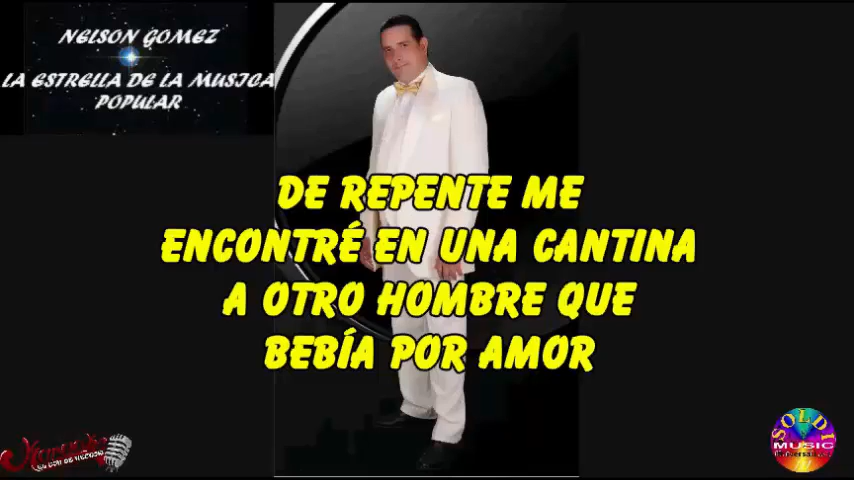 NELSON GOMEZ
LA ESTRELLA DE LA MUSICA
POPULAR
DE REPENTE ME
ENCONTRÉ EN UNA CANTINA
A OTRO HOMBRE QUE
BEBÍA POR AMOR
Karaoke
SOLDI
MUSIC